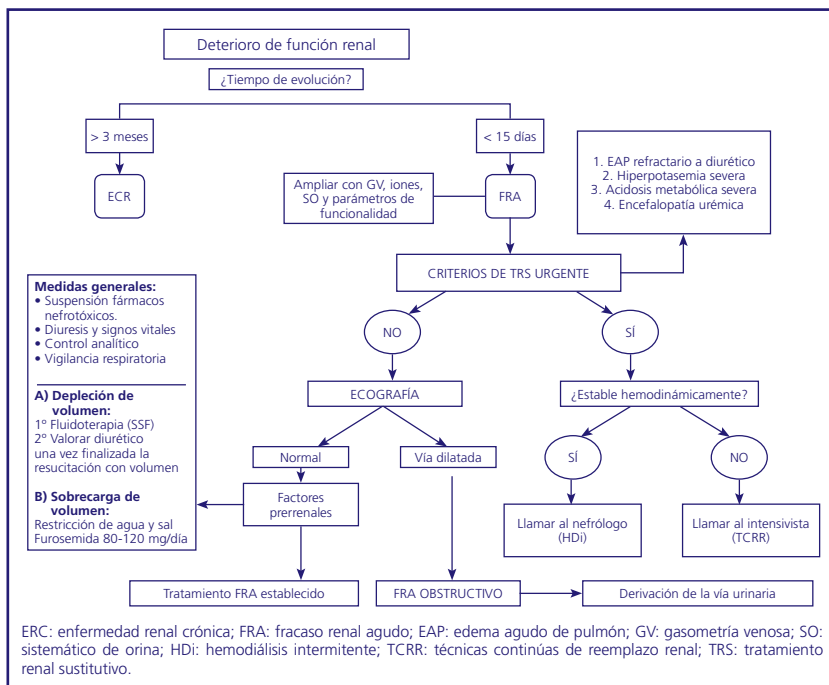 Deterioro de función renal
¿Tiempo de evolución?
> 3 meses
< 15 días
ECR
Ampliar con GV, iones,
SO y parámetros de
funcionalidad
FRA
1. EAP refractario a diurético
2. Hiperpotasemia severa
3. Acidosis metabólica severa
4. Encefalopatía urémica
CRITERIOS DE TRS URGENTE
Medidas generales:
• Suspensión fármacos
nefrotóxicos.
• Diuresis y signos vitales
• Control analítico
• Vigilancia respiratoria
A) Depleción de
volumen:
1º Fluidoterapia (SSF)
2º Valorar diurético
una vez finalizada la
resucitación con volumen
B) Sobrecarga de
volumen:
Restricción de agua y sal
Furosemida 80-120 mg/día
NO
SÍ
ECOGRAFÍA
¿Estable hemodinámicamente?
Normal
Vía dilatada
SÍ
NO
Factores
prerrenales
Llamar al nefrólogo
(HDi)
Llamar al intensivista
(TCRR)
Tratamiento FRA establecido
FRA OBSTRUCTIVO
Derivación de la vía urinaria
ERC: enfermedad renal crónica; FRA: fracaso renal agudo; EAP: edema agudo de pulmón; GV: gasometría venosa; SO:
sistemático de orina; HDi: hemodiálisis intermitente; TCRR: técnicas continúas de reemplazo renal; TRS: tratamiento
renal sustitutivo.